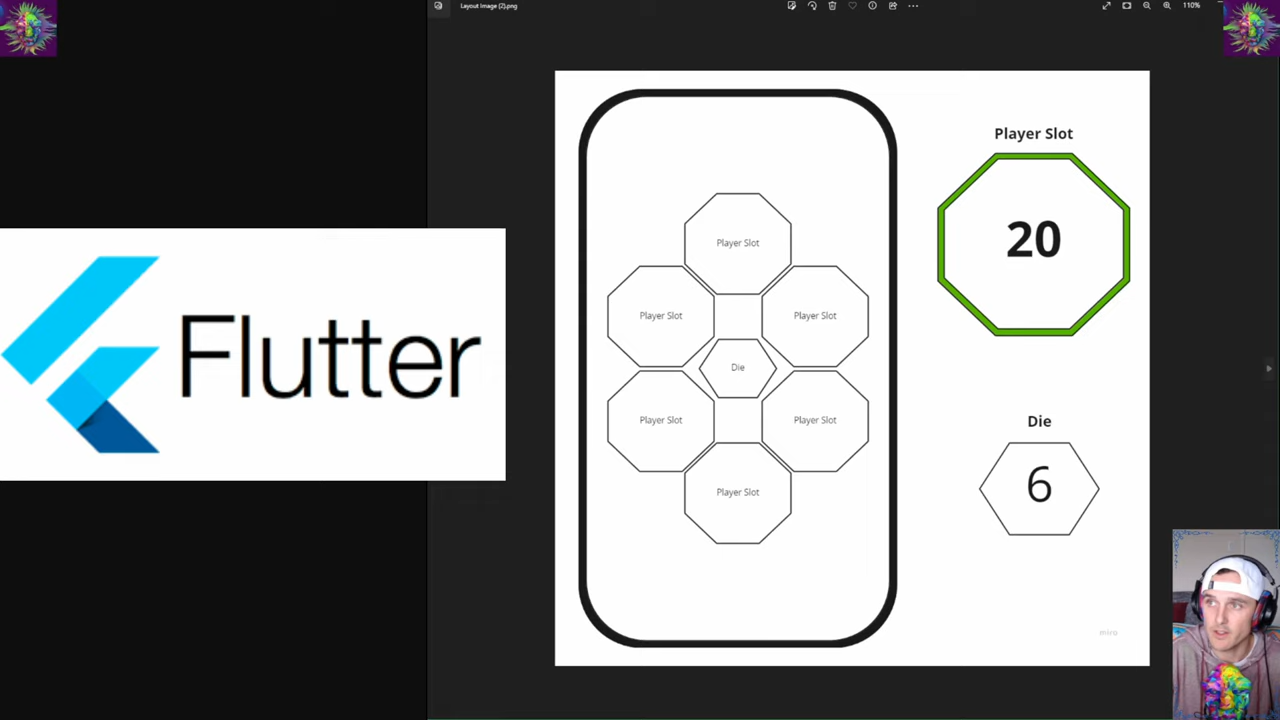 Layout Image (2).png
110%
Player Slot
20
Player Slot
Player Slot
Player Slot
Die
Player Slot
Player Slot
Player Slot
Die
6
miro
Flutter